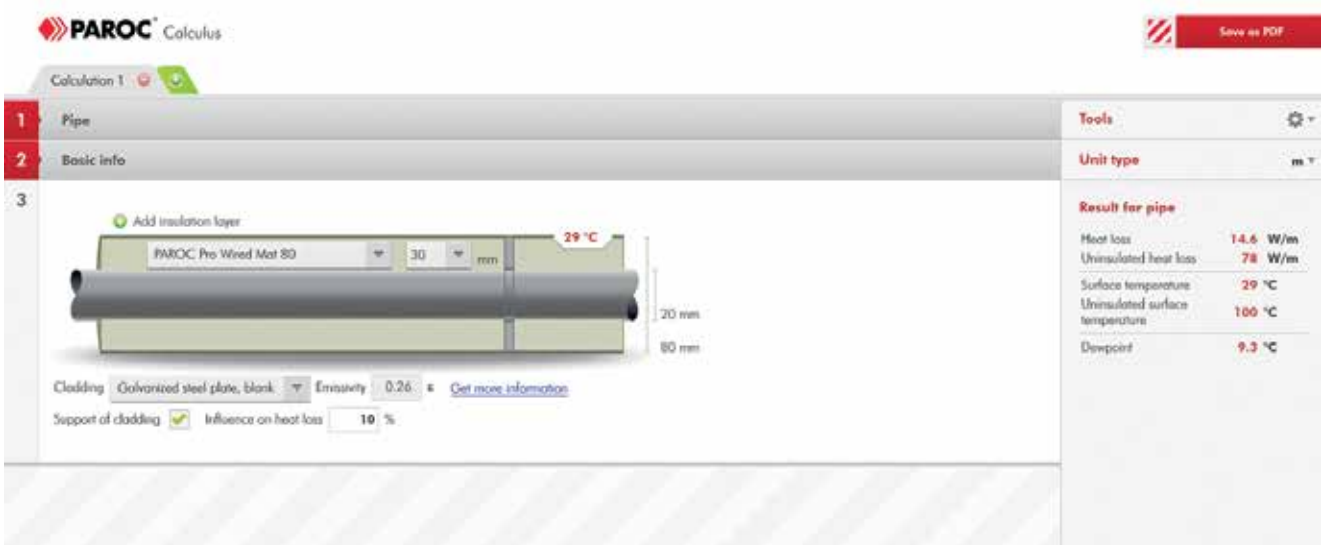 PAROC® Calculus
Save as PDF
Calculation 1
1 Pipe
2 Basic info
3
Add insulation layer
PAROC Pro Wired Mat 80 30 mm
29 °C
20 mm
80 mm
Cladding Galvanized steel plate, blank Emissivity 0.26 ε Get more information
Support of cladding Influence on heat loss 10 %
Tools
Unit type m
Result for pipe
Heat loss 14.6 W/m
Uninsulated heat loss 78 W/m
Surface temperature 29 °C
Uninsulated surface
temperature 100 °C
Dewpoint 9.3 °C